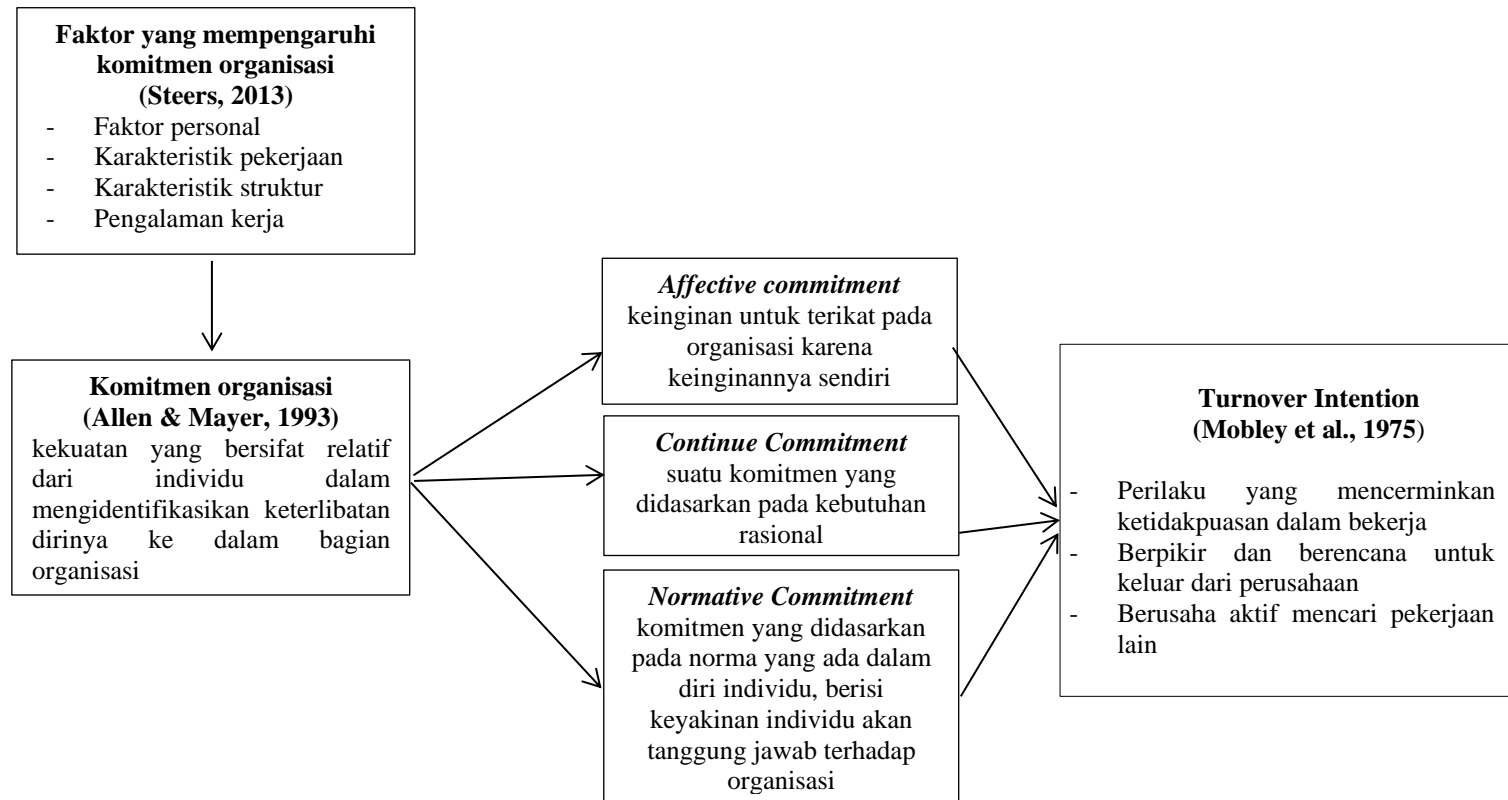 Faktor yang mempengaruhi
komitmen organisasi
(Steers, 2013)
- Faktor personal
- Karakteristik pekerjaan
- Karakteristik struktur
- Pengalaman kerja
Komitmen organisasi
(Allen & Mayer, 1993)
kekuatan yang bersifat relatif
dari individu dalam
mengidentifikasikan keterlibatan
dirinya ke dalam bagian
organisasi
Affective commitment
keinginan untuk terikat pada
organisasi karena
keinginannya sendiri
Continue Commitment
suatu komitmen yang
didasarkan pada kebutuhan
rasional
Normative Commitment
komitmen yang didasarkan
pada norma yang ada dalam
diri individu, berisi
keyakinan individu akan
tanggung jawab terhadap
organisasi
Turnover Intention
(Mobley et al., 1975)
- Perilaku yang mencerminkan
ketidakpuasan dalam bekerja
- Berpikir dan berencana untuk
keluar dari perusahaan
- Berusaha aktif mencari pekerjaan
lain